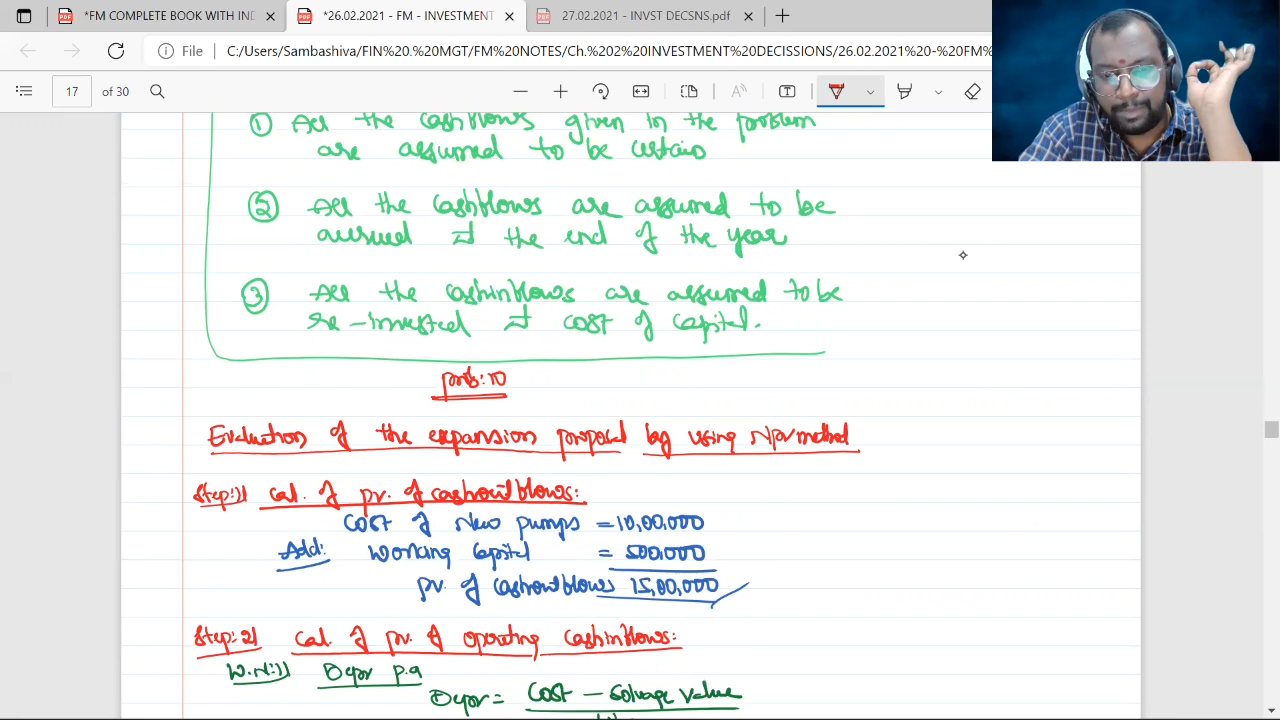 *FM COMPLETE BOOK WITH IND
*26.02.2021 - FM - INVESTMENT
27.02.2021 - INVST DECSNS.pdf
File
C:/Users/Sambashiva/FIN%20.%20MGT/FM%20NOTES/Ch.%202%20INVESTMENT%20DECISSIONS/26.02.2021%20-%20FM%
17 of 30
① All the cashflows given in the problem
are assumed to be certain
② All the cashflows are assumed to be
accrued at the end of the year
③ All the cashinflows are assumed to be
re-invested at cost of capital.
prob:10
Evaluation of the expansion proposal by using NPV method
Step:1) Cal. of pv. of cashoutflows:
Cost of New pumps = 10,00,000
Add: Working Capital = 500,000
pv. of cashoutflows 15,00,000
Step:2) Cal. of pv. of operating cashinflows:
W.N:1) Depr p.a
Depr = Cost - Salvage Value